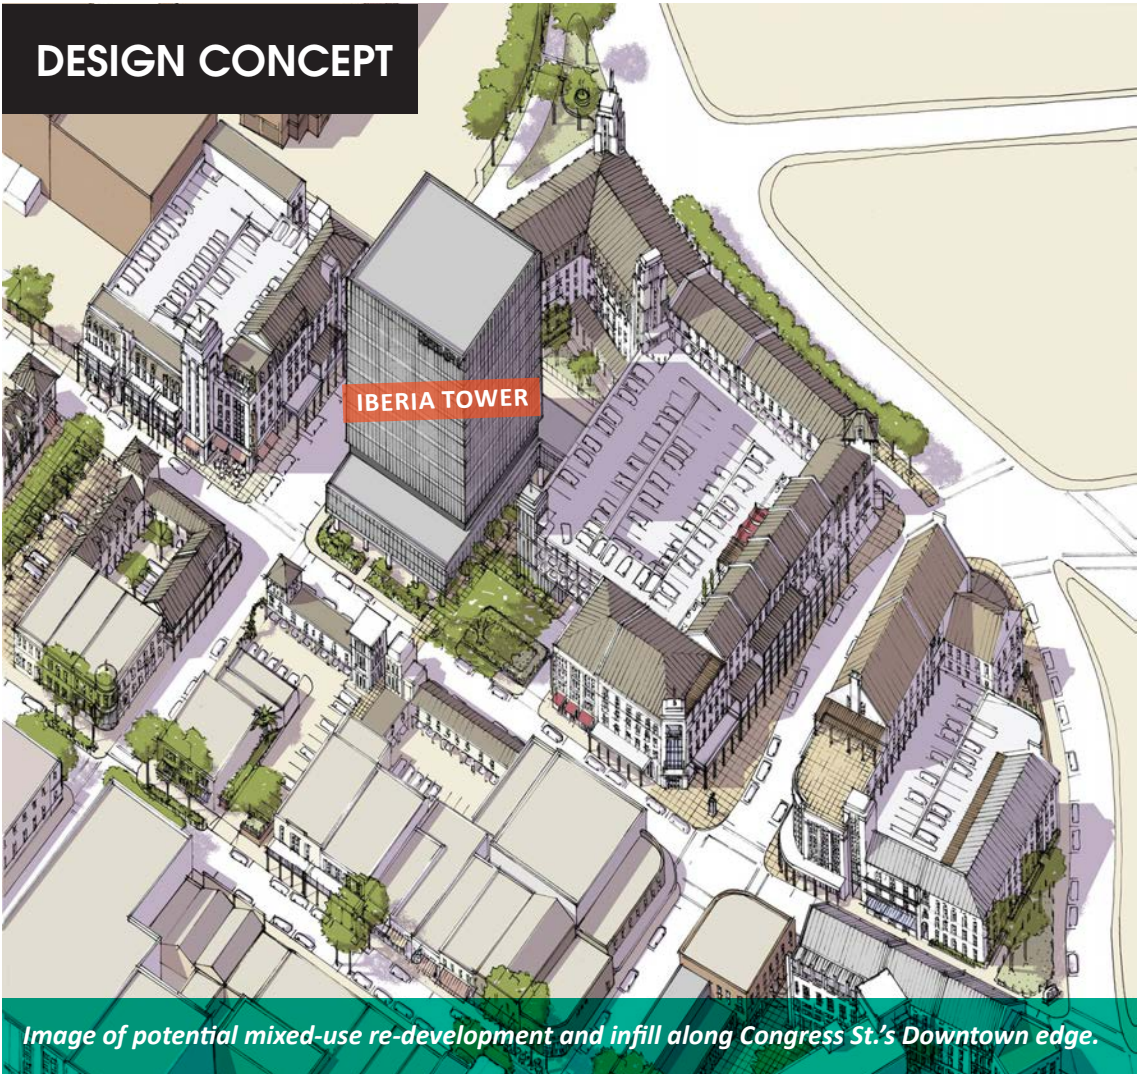 DESIGN CONCEPT
IBERIA TOWER
Image of potential mixed-use re-development and infill along Congress St.'s Downtown edge.